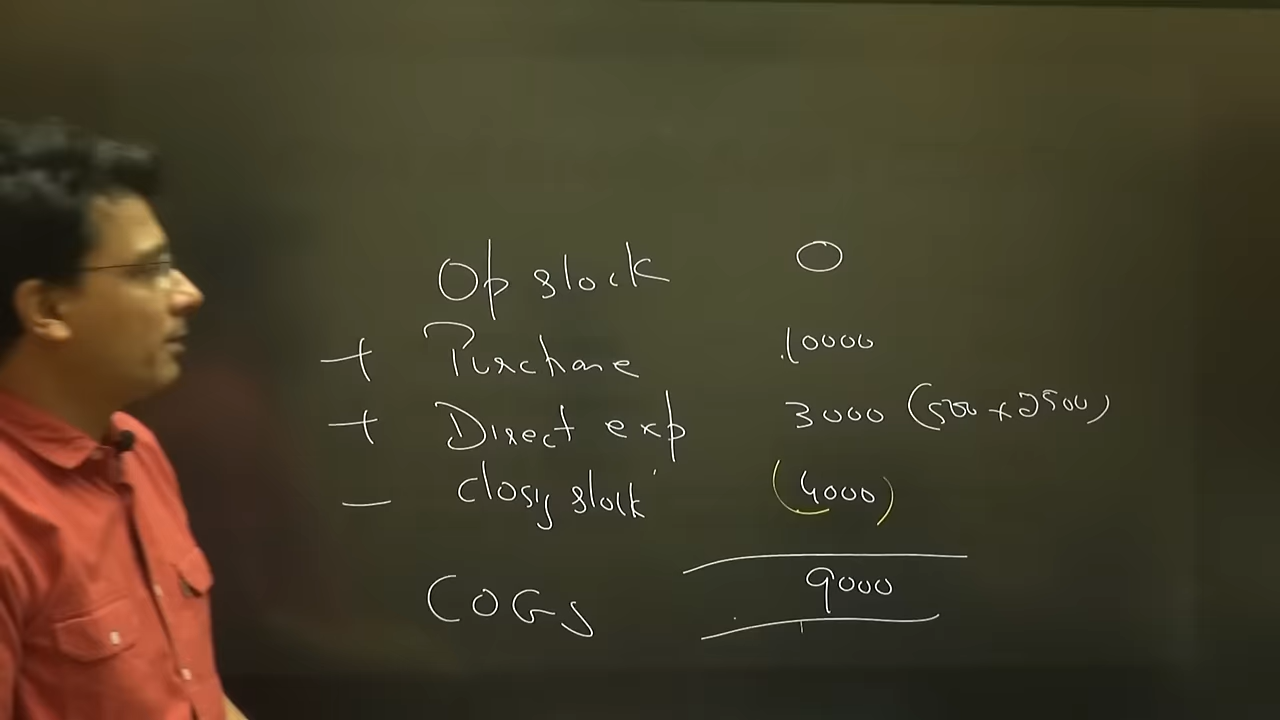 Op stock 0
+ Purchase 10000
+ Direct exp 3000 (500 + 2500)
- Closing stock (4000)
COGS 9000